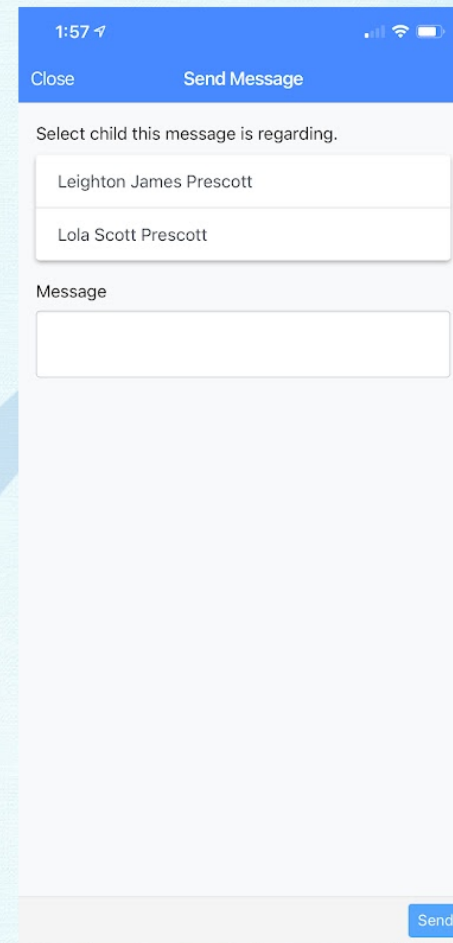 1:57
Close Send Message
Select child this message is regarding.
Leighton James Prescott
Lola Scott Prescott
Message
Send